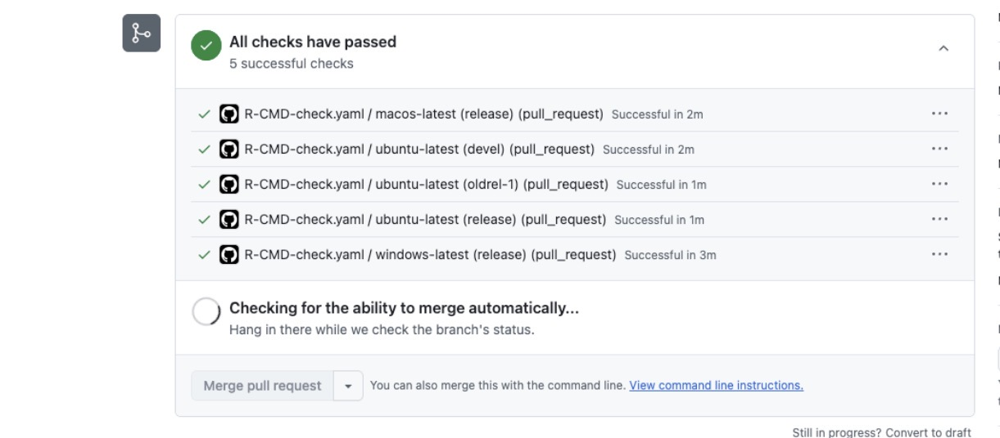 All checks have passed
5 successful checks
R-CMD-check.yaml / macos-latest (release) (pull_request) Successful in 2m
R-CMD-check.yaml / ubuntu-latest (devel) (pull_request) Successful in 2m
R-CMD-check.yaml / ubuntu-latest (oldrel-1) (pull_request) Successful in 1m
R-CMD-check.yaml / ubuntu-latest (release) (pull_request) Successful in 1m
R-CMD-check.yaml / windows-latest (release) (pull_request) Successful in 3m
Checking for the ability to merge automatically...
Hang in there while we check the branch's status.
Merge pull request You can also merge this with the command line. View command line instructions.
Still in progress? Convert to draft